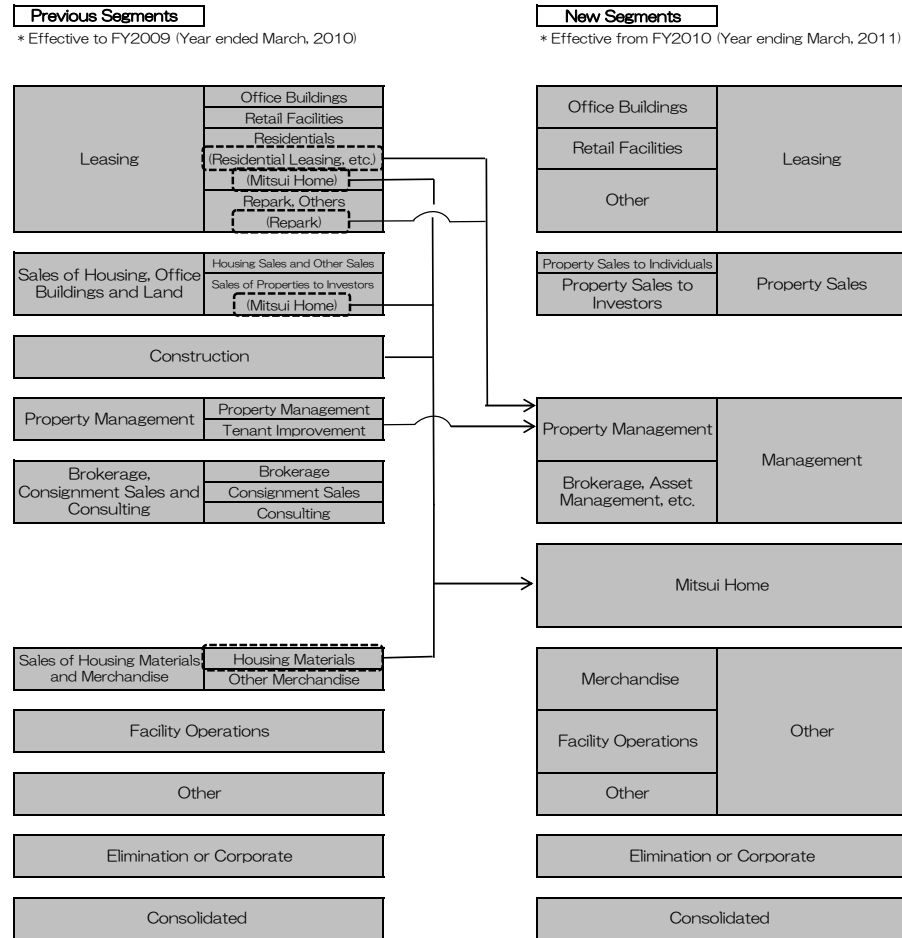 Previous Segments
* Effective to FY2009 (Year ended March, 2010)
New Segments
* Effective from FY2010 (Year ending March, 2011)
Leasing
Office Buildings
Retail Facilities
Residentials
(Residential Leasing, etc.)
(Mitsui Home)
Repark, Others
(Repark)
Sales of Housing, Office
Buildings and Land
Housing Sales and Other Sales
Sales of Properties to Investors
(Mitsui Home)
Construction
Property Management
Property Management
Tenant Improvement
Brokerage,
Consignment Sales and
Consulting
Brokerage
Consignment Sales
Consulting
Sales of Housing Materials
and Merchandise
Housing Materials
Other Merchandise
Facility Operations
Other
Elimination or Corporate
Consolidated
Office Buildings
Retail Facilities
Other
Leasing
Property Sales to Individuals
Property Sales to
Investors
Property Sales
Property Management
Brokerage, Asset
Management, etc.
Management
Mitsui Home
Merchandise
Facility Operations
Other
Other
Elimination or Corporate
Consolidated